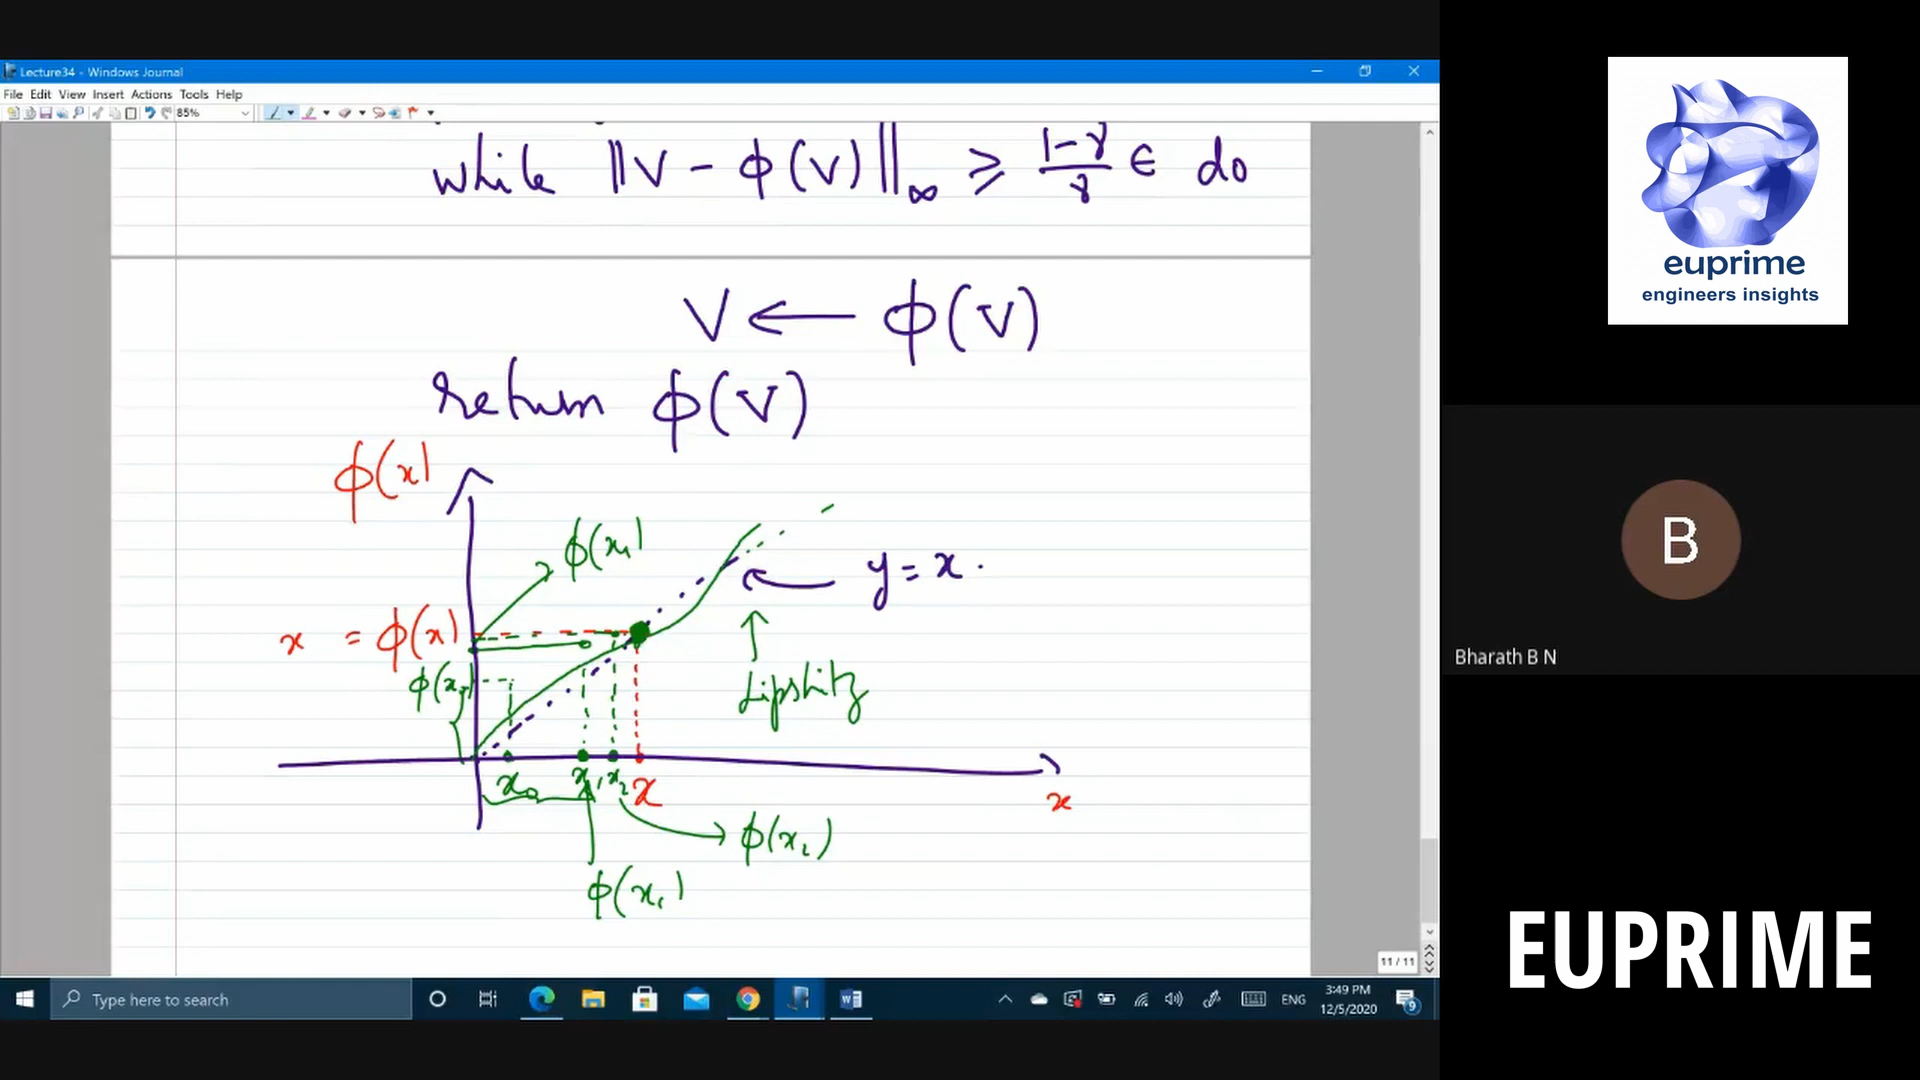 Lecture34 - Windows Journal
File Edit View Insert Actions Tools Help
85%
while ||V - ϕ(V)||∞ ⩾ 1-γ/γ ∈ do
V ← ϕ(V)
return ϕ(V)
ϕ(x)
ϕ(x₁)
y = x.
x = ϕ(x)
Lipshitz
x₀ x₁ x₂ x
x
ϕ(x₂)
ϕ(x₁)
11 / 11
Type here to search
ENG
3:49 PM
12/5/2020
9
euprime
engineers insights
B
Bharath B N
EUPRIME